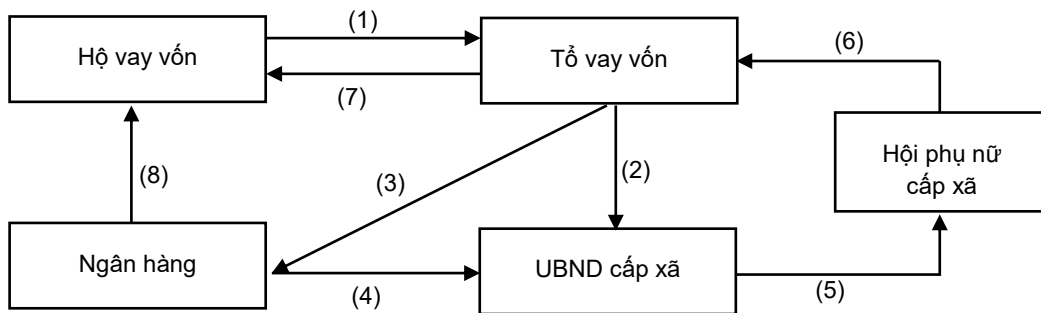 (1)
(6)
Hộ vay vốn
Tổ vay vốn
(7)
Hội phụ nữ
cấp xã
(8)
(3)
(2)
Ngân hàng
UBND cấp xã
(4)
(5)